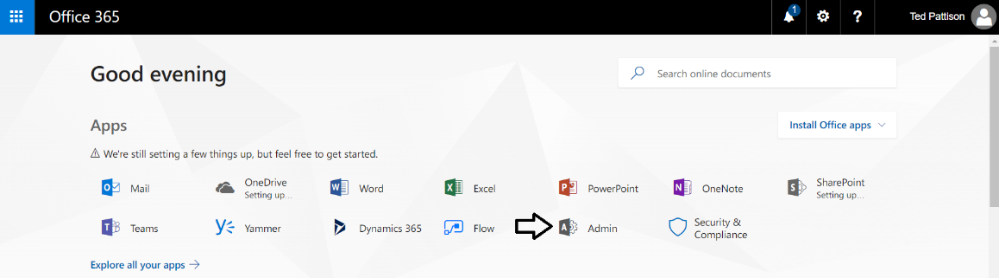 Office 365
1
?
Ted Pattison
Good evening
Search online documents
Apps
Install Office apps
We're still setting a few things up, but feel free to get started.
Mail
OneDrive
Setting up...
Word
Excel
PowerPoint
OneNote
SharePoint
Setting up...
Teams
Yammer
Dynamics 365
Flow
Admin
Security &
Compliance
Explore all your apps →